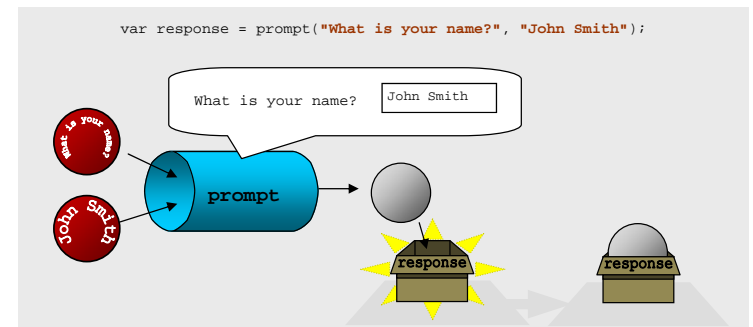 var response = prompt("What is your name?", "John Smith");
What is your name? John Smith
What is your name?
prompt
John Smith
response
response